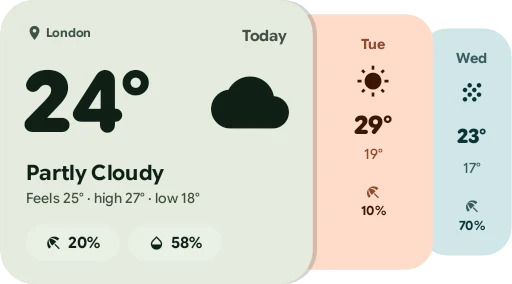 London
Today
24°
Partly Cloudy
Feels 25° · high 27° · low 18°
20%
58%
Tue
29°
19°
10%
Wed
23°
17°
70%